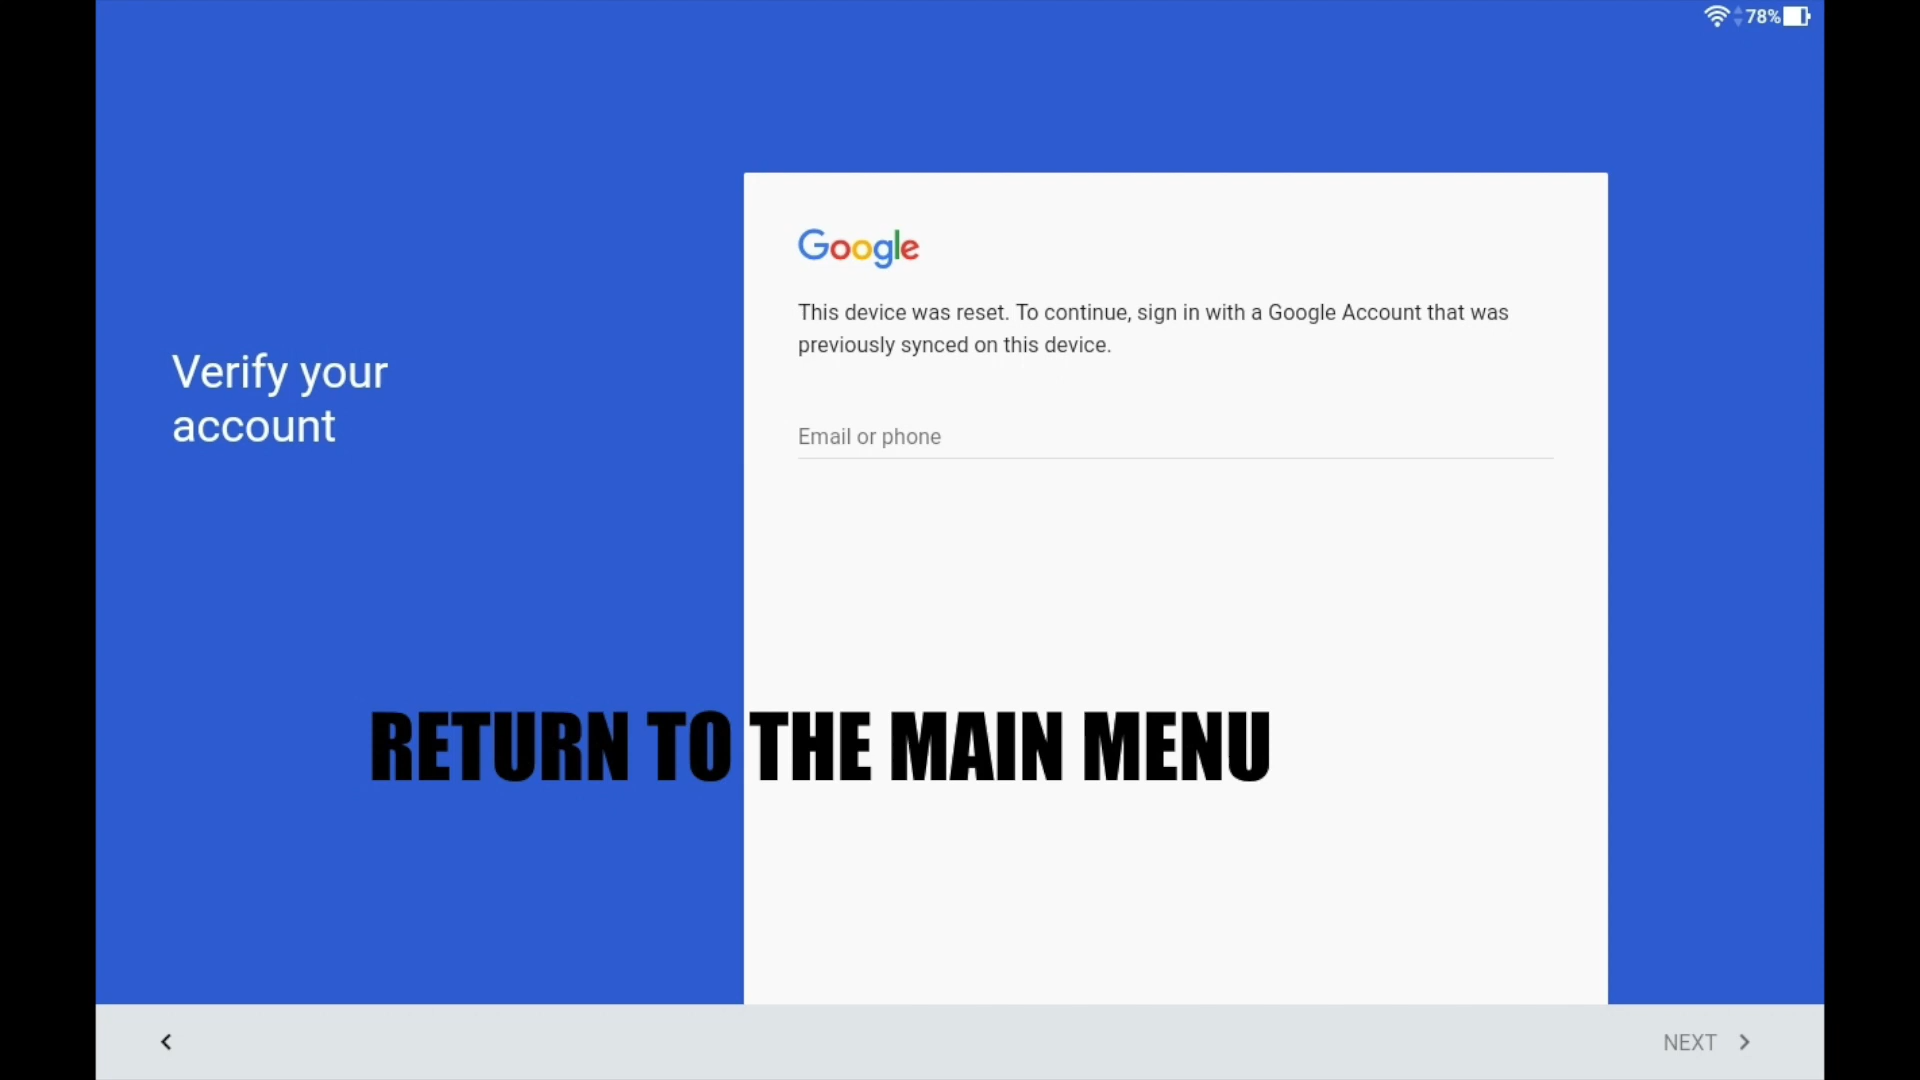 78%
Google
This device was reset. To continue, sign in with a Google Account that was
previously synced on this device.
Verify your
account
Email or phone
RETURN TO THE MAIN MENU
NEXT